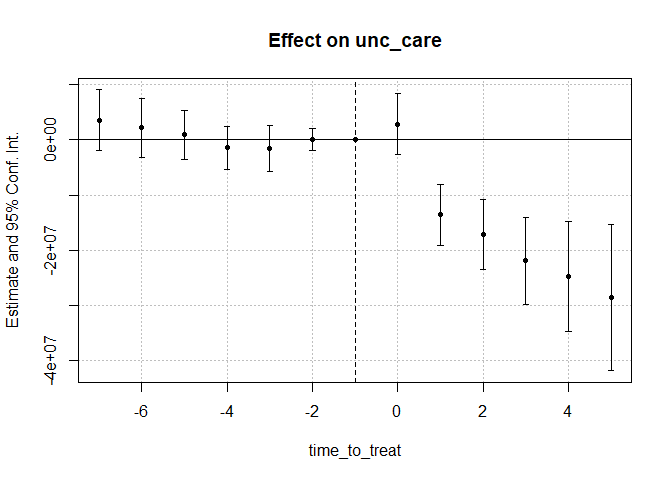 Effect on unc_care
Estimate and 95% Conf. Int.
0e+00
-2e+07
-4e+07
-6 -4 -2 0 2 4
time_to_treat